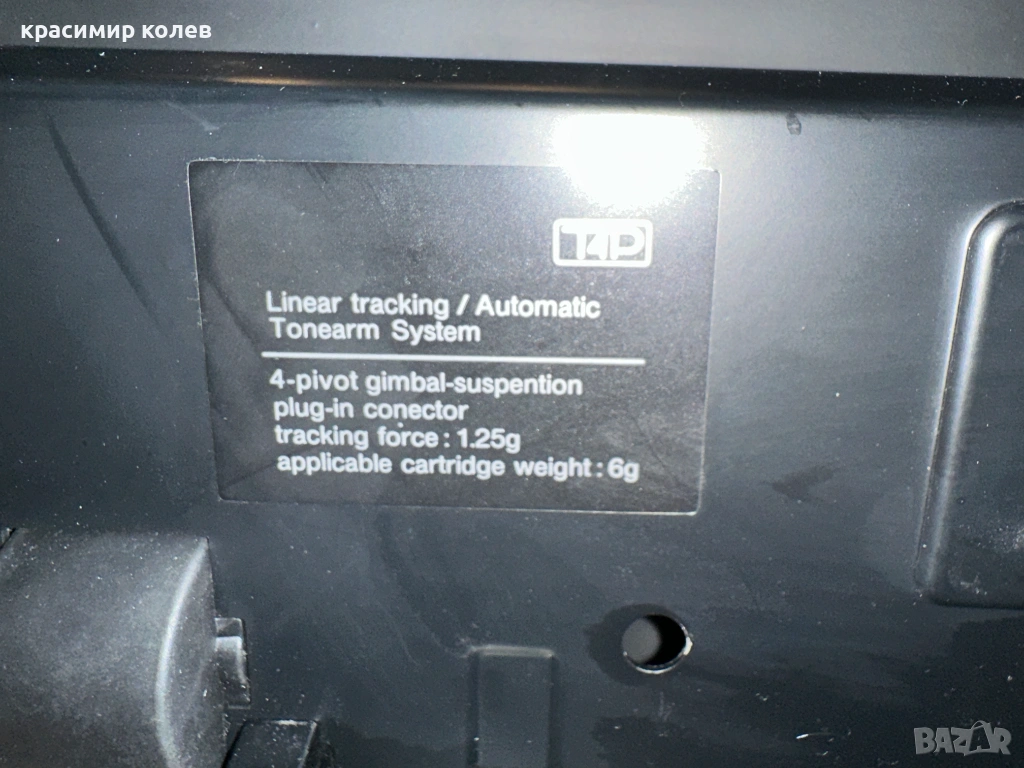 красимир колев
T4P
Linear tracking / Automatic
Tonearm System
4-pivot gimbal-suspention
plug-in conector
tracking force : 1.25g
applicable cartridge weight : 6g
BAZAR